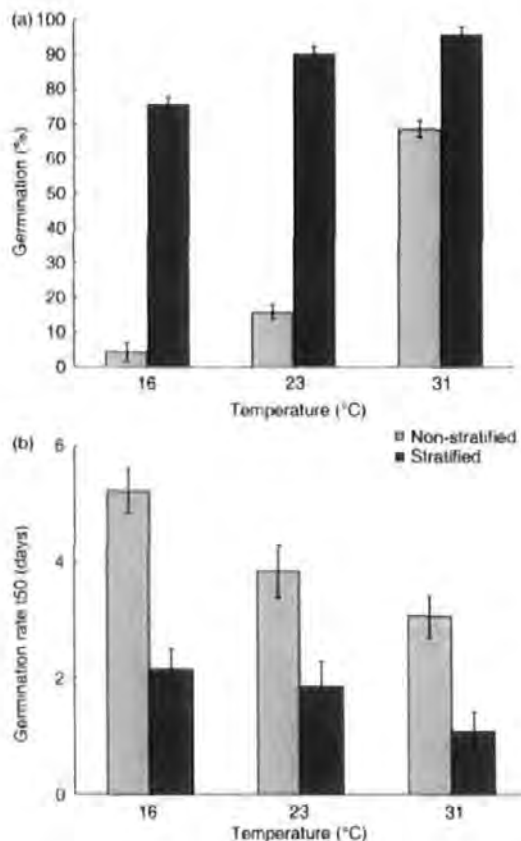 (a)
100
90
80
70
60
50
40
30
20
10
0
Germination (%)
16 23 31
Temperature (°C)
Non-stratified
Stratified
(b)
6
4
2
0
Germination rate t50 (days)
16 23 31
Temperature (°C)